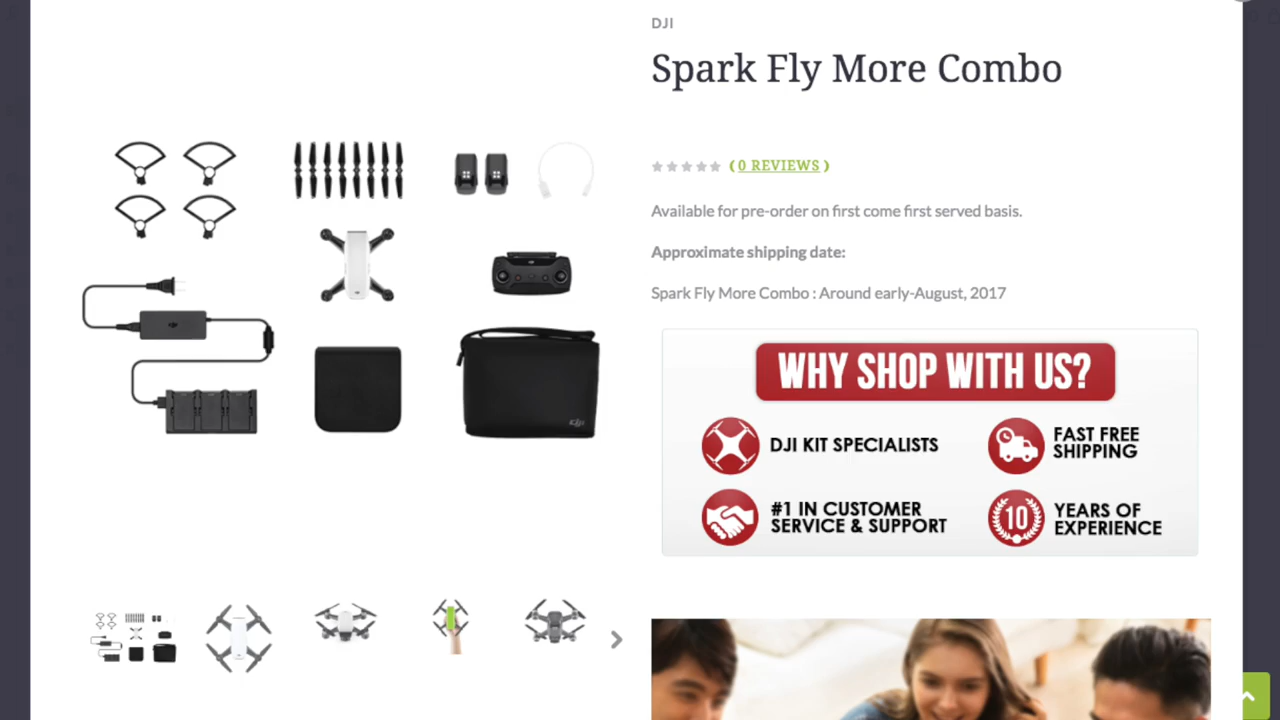 DJI
Spark Fly More Combo
( 0 REVIEWS )
Available for pre-order on first come first served basis.
Approximate shipping date:
Spark Fly More Combo : Around early-August, 2017
WHY SHOP WITH US?
DJI KIT SPECIALISTS
FAST FREE
SHIPPING
#1 IN CUSTOMER
SERVICE & SUPPORT
10
YEARS OF
EXPERIENCE
dji